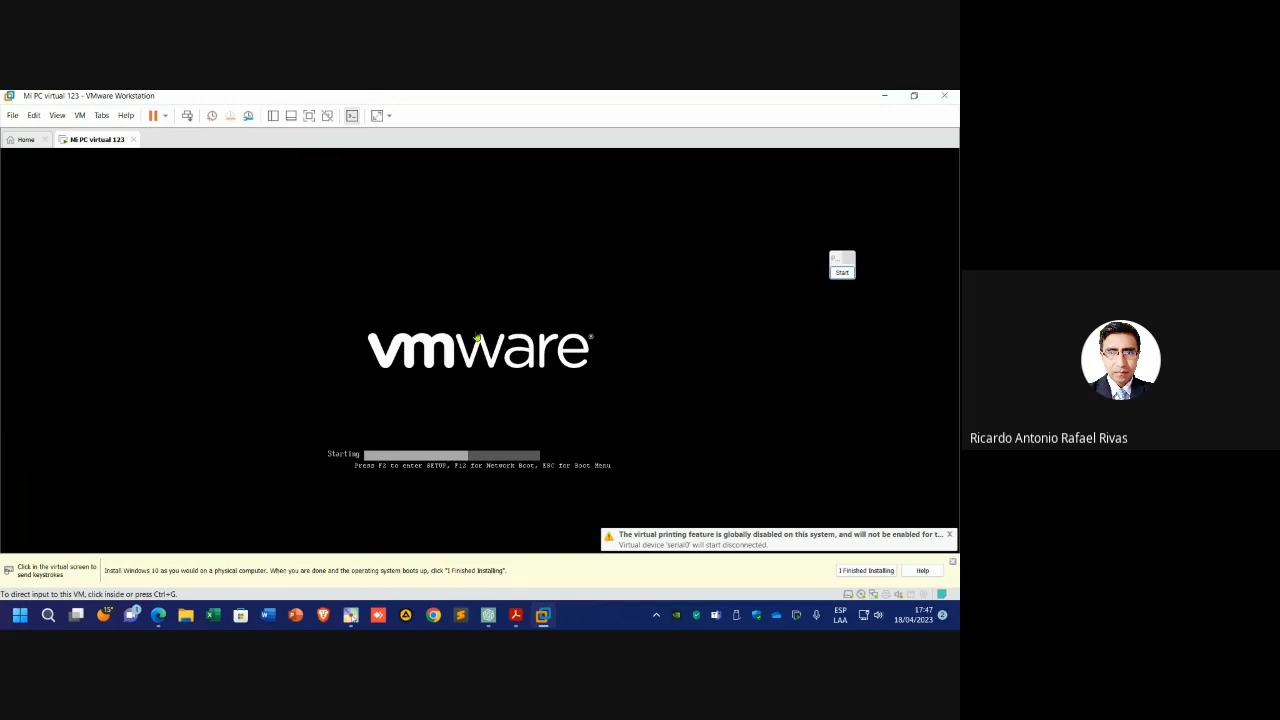 Mi PC virtual 123 - VMware Workstation
File Edit View VM Tabs Help
Home Mi PC virtual 123
P...
Start
vmware®
Starting
Press F2 to enter SETUP, F12 for Network Boot, ESC for Boot Menu
The virtual printing feature is globally disabled on this system, and will not be enabled for t...
Virtual device 'serial0' will start disconnected.
Click in the virtual screen to
send keystrokes
Install Windows 10 as you would on a physical computer. When you are done and the operating system boots up, click "I Finished Installing".
I Finished Installing Help
To direct input to this VM, click inside or press Ctrl+G.
15°
ESP
LAA
17:47
18/04/2023
Ricardo Antonio Rafael Rivas